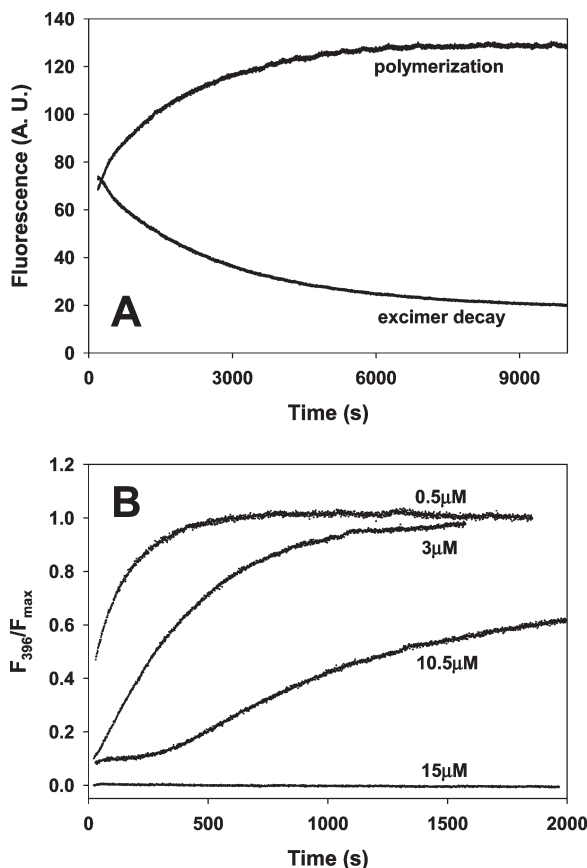 140
120
100
80
60
40
20
0
Fluorescence (A. U.)
polymerization
A
excimer decay
0 3000 6000 9000
Time (s)
1.2
1.0
0.8
0.6
0.4
0.2
0.0
F396/Fmax
B
0.5μM
3μM
10.5μM
15μM
0 500 1000 1500 2000
Time (s)